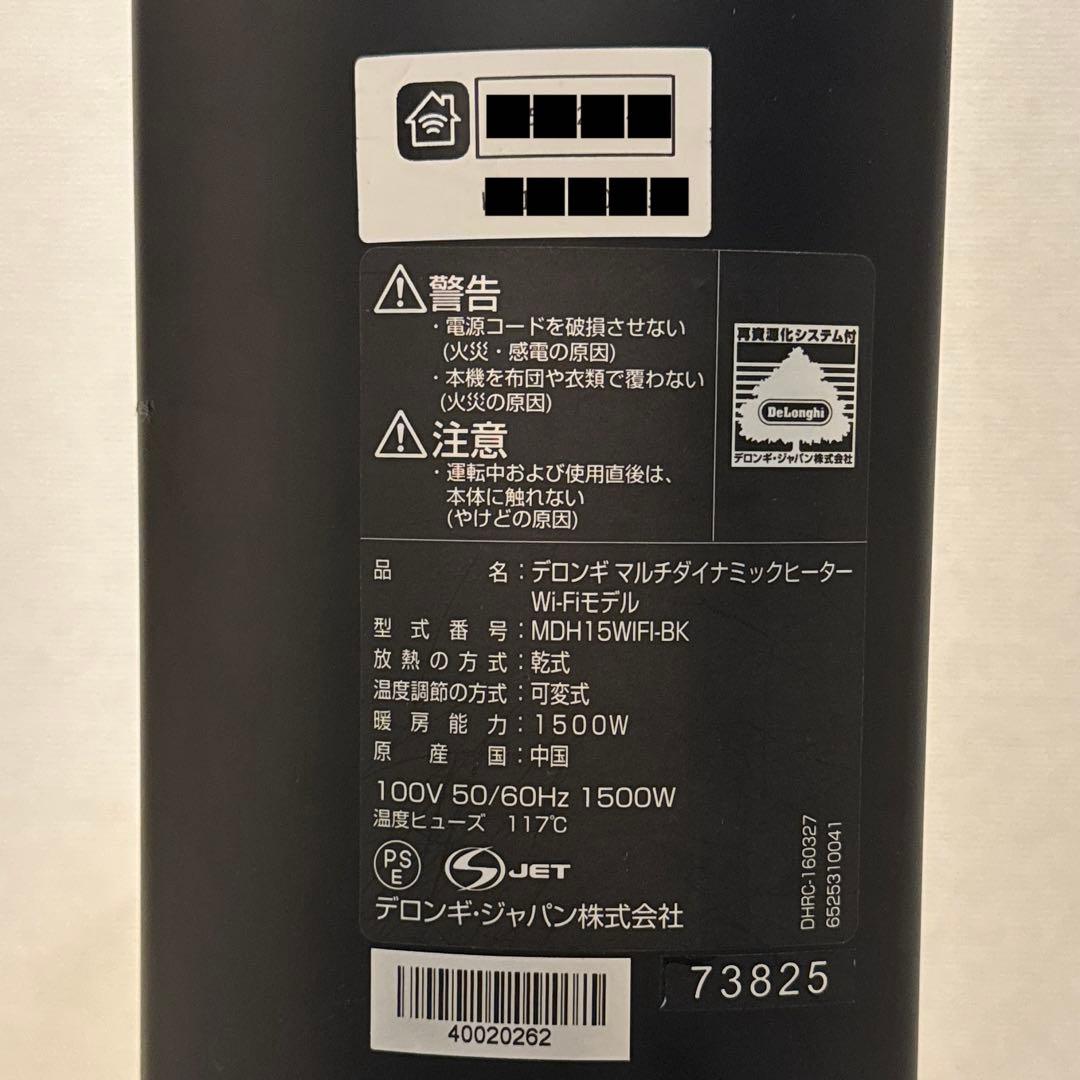 警告
・電源コードを破損させない
(火災・感電の原因)
・本機を布団や衣類で覆わない
(火災の原因)
注意
・運転中および使用直後は、
本体に触れない
(やけどの原因)
再資源化システム付
DeLonghi
デロンギ・ジャパン株式会社
品名:デロンギ マルチダイナミックヒーター
Wi-Fiモデル
型式番号:MDH15WIFI-BK
放熱の方式:乾式
温度調節の方式:可変式
暖房能力:1500W
原産国:中国
100V 50/60Hz 1500W
温度ヒューズ 117℃
PSE
S JET
デロンギ・ジャパン株式会社
DHRC-160327
6525310041
40020262
73825